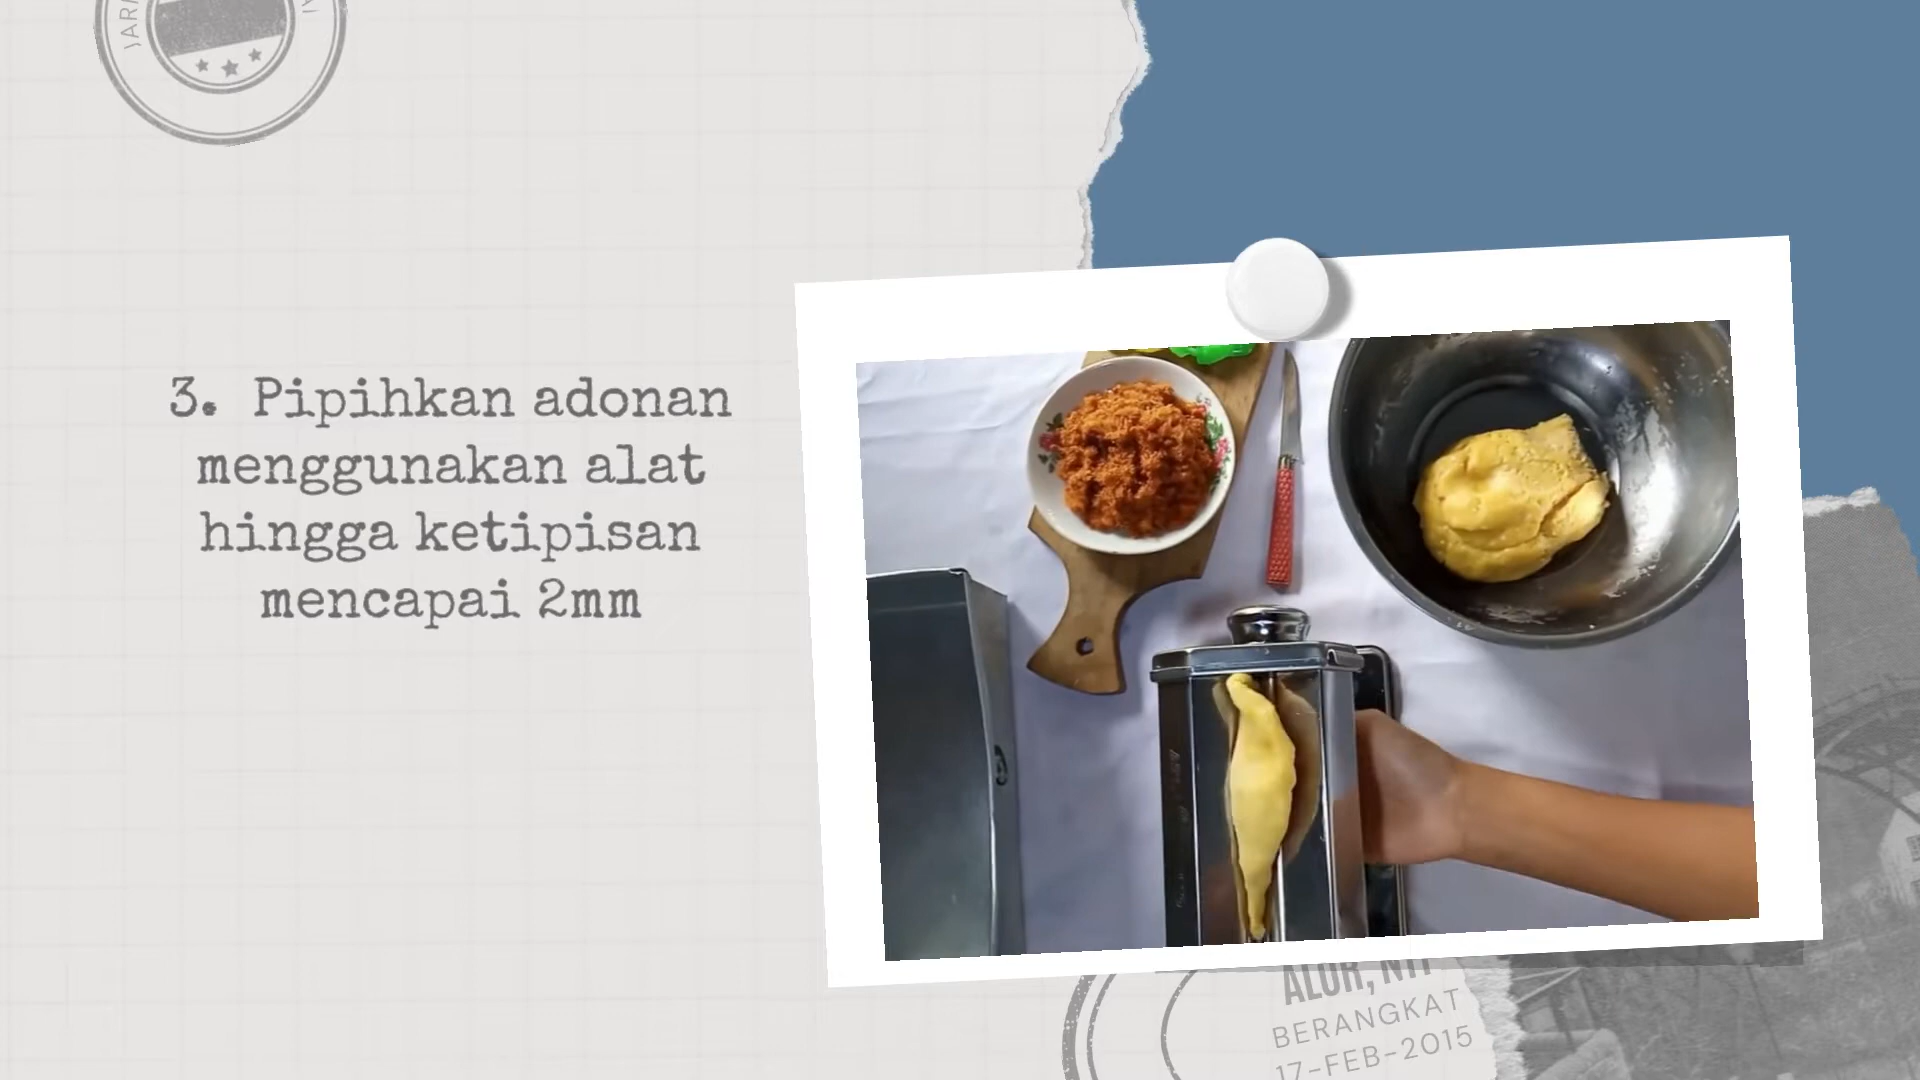 3. Pipihkan adonan
menggunakan alat
hingga ketipisan
mencapai 2mm
ALOR, NTT
BERANGKAT
17-FEB-2015